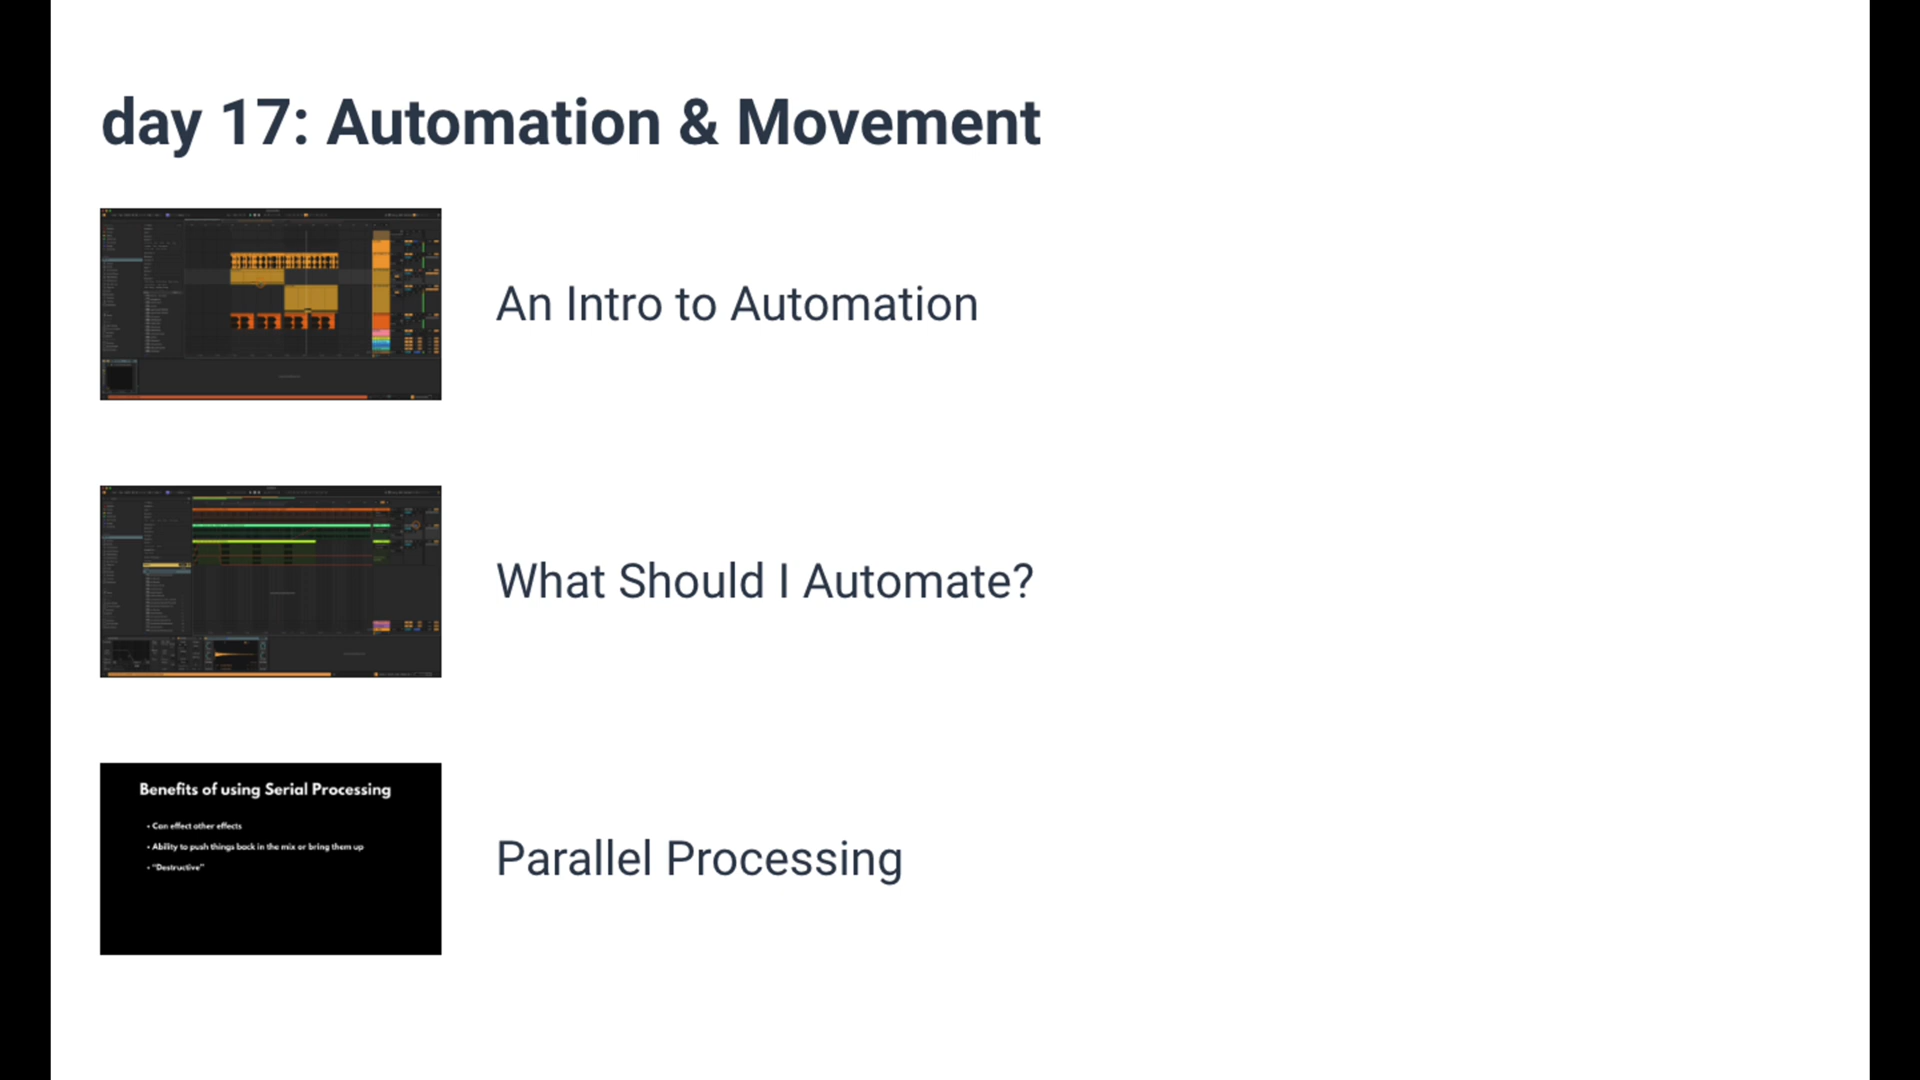 day 17: Automation & Movement
An Intro to Automation
What Should I Automate?
Benefits of using Serial Processing
• Can effect other effects
• Ability to push things back in the mix or bring them up
• "Destructive"
Parallel Processing